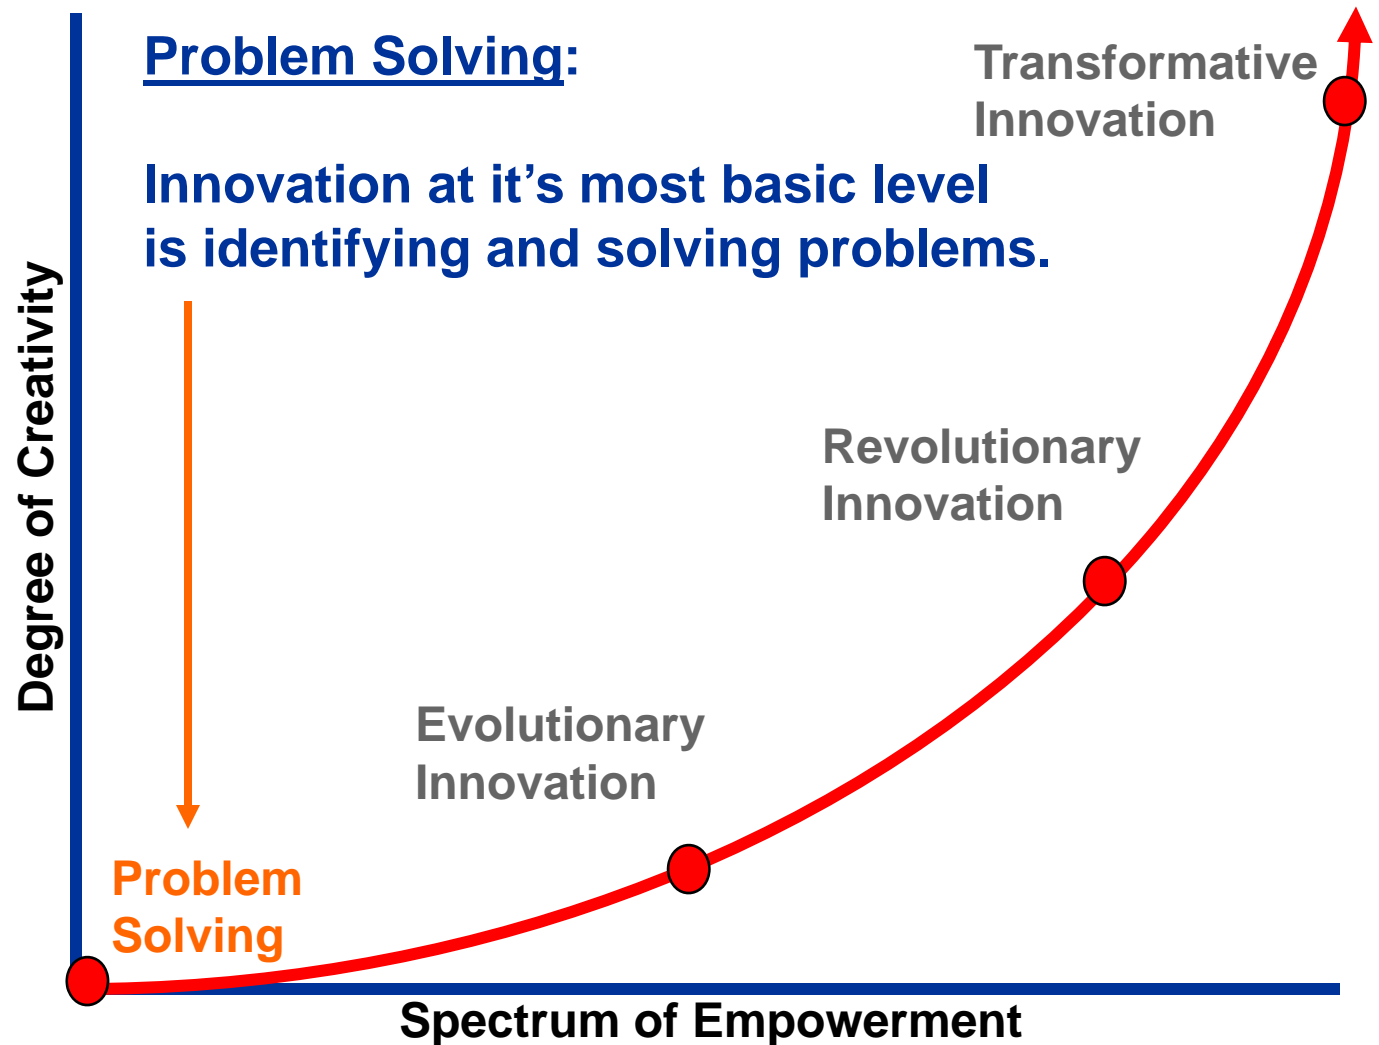 Problem Solving:
Innovation at it’s most basic level
is identifying and solving problems.
Transformative
Innovation
Revolutionary
Innovation
Evolutionary
Innovation
Problem
Solving
Degree of Creativity
Spectrum of Empowerment